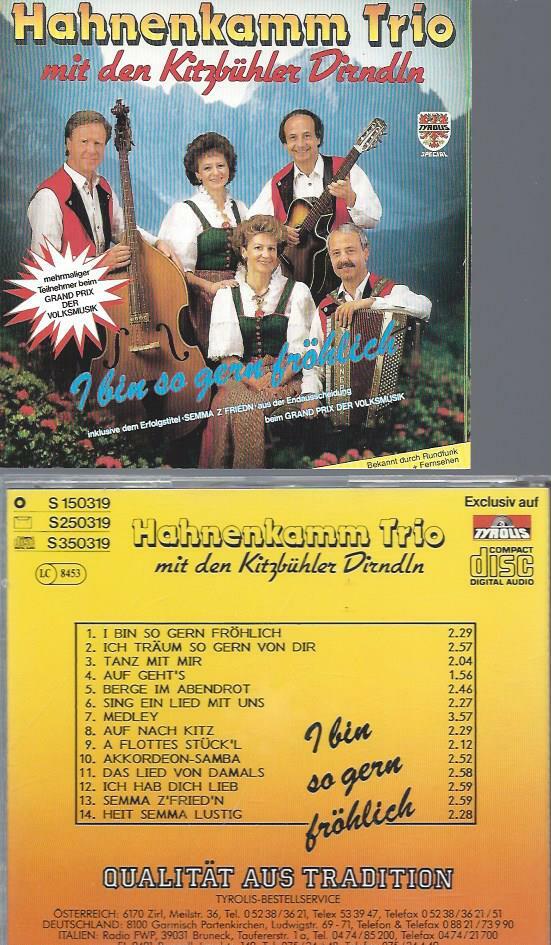 Hahnenkamm Trio
mit den Kitzbühler Dirndln
TYROLIS
SPECIAL
mehrmaliger
Teilnehmer beim
GRAND PRIX
DER
VOLKSMUSIK
I bin so gern fröhlich
inklusive dem Erfolgstitel ›SEMMA Z'FRIEDN‹ aus der Endausscheidung
beim GRAND PRIX DER VOLKSMUSIK
Bekannt durch Rundfunk
+ Fernsehen
S 150319
S 250319
S 350319
LC 8453
Hahnenkamm Trio
mit den Kitzbühler Dirndln
Exclusiv auf
TYROLIS
COMPACT
disc
DIGITAL AUDIO
1. I BIN SO GERN FRÖHLICH 2.29
2. ICH TRÄUM SO GERN VON DIR 2.57
3. TANZ MIT MIR 2.04
4. AUF GEHT'S 1.56
5. BERGE IM ABENDROT 2.46
6. SING EIN LIED MIT UNS 2.27
7. MEDLEY 3.57
8. AUF NACH KITZ 2.29
9. A FLOTTES STÜCK'L 2.12
10. AKKORDEON-SAMBA 2.52
11. DAS LIED VON DAMALS 2.58
12. ICH HAB DICH LIEB 2.59
13. SEMMA Z'FRIED'N 2.59
14. HEIT SEMMA LUSTIG 2.28
I bin
so gern
fröhlich
QUALITÄT AUS TRADITION
TYROLIS-BESTELLSERVICE
ÖSTERREICH: 6170 Zirl, Meilstr. 36, Tel. 0 52 38/36 21, Telex 53 39 47, Telefax 0 52 38/36 21/51
DEUTSCHLAND: 8100 Garmisch Partenkirchen, Ludwigstr. 69 - 71, Telefon & Telefax 0 88 21/7 39 90
ITALIEN: Radio FWP, 39031 Bruneck, Taufererstr. 1 a, Tel. 04 74/85 200, Telefax 04 74/21 700